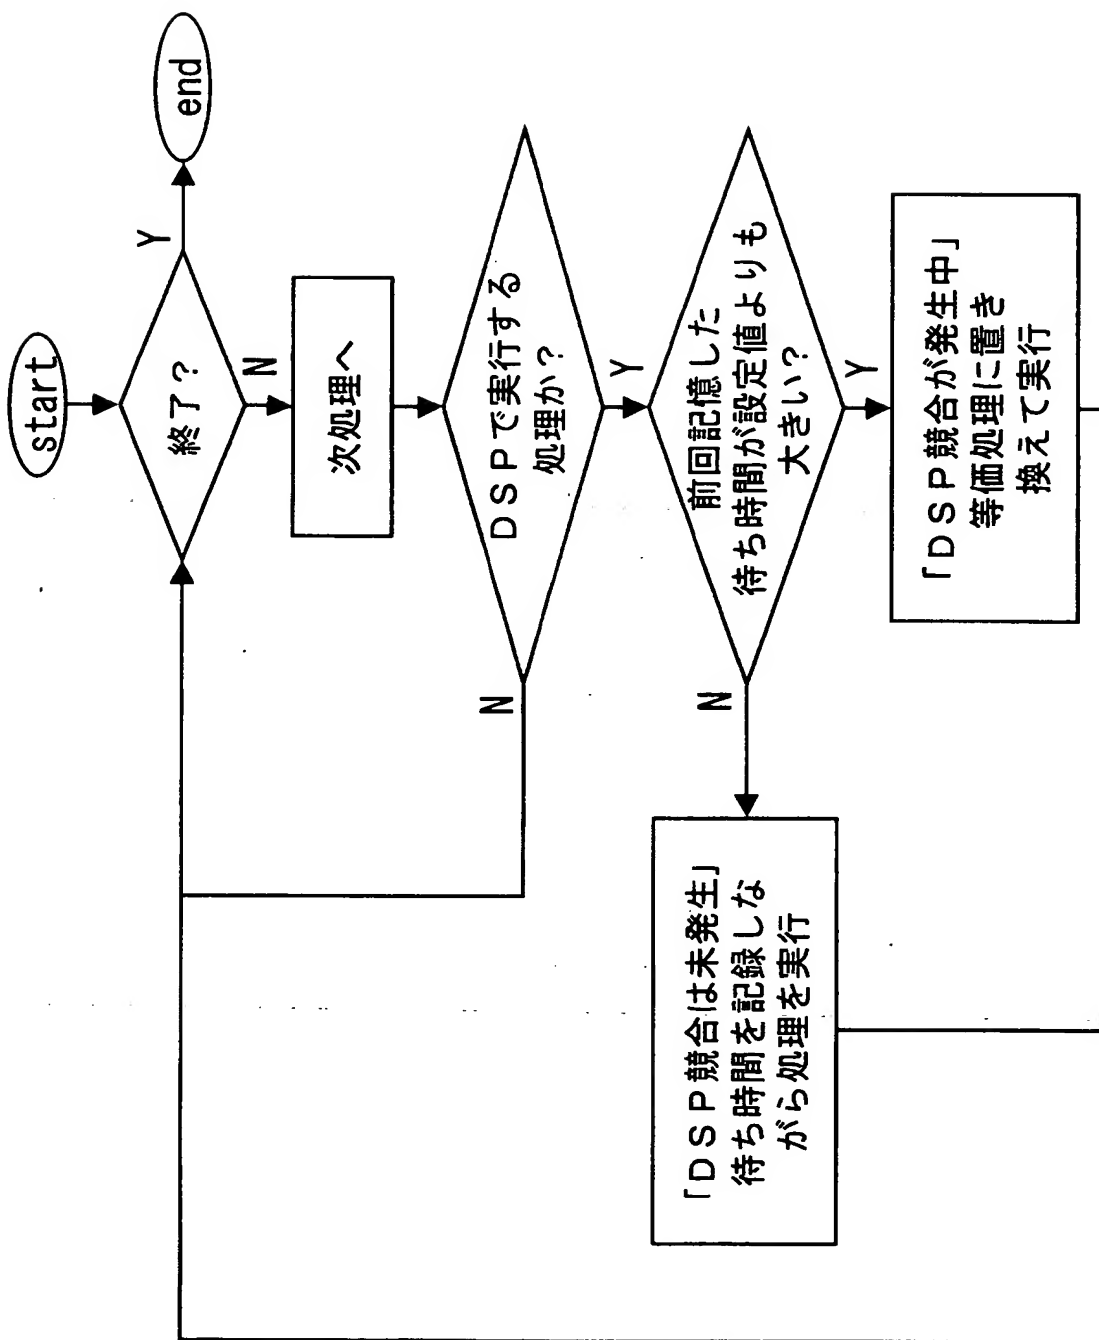 start
終了？
Y
end
N
次処理へ
DSPで実行する
処理か？
N
Y
前回記憶した
待ち時間が設定値よりも
大きい？
N
Y
「DSP競合は未発生」
待ち時間を記録しな
がら処理を実行
「DSP競合が発生中」
等価処理に置き
換えて実行